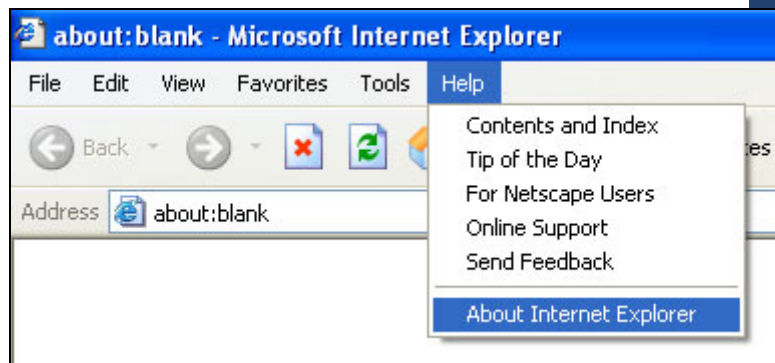 about:blank - Microsoft Internet Explorer
File Edit View Favorites Tools Help
Back
Address about:blank
Contents and Index
Tip of the Day
For Netscape Users
Online Support
Send Feedback
About Internet Explorer